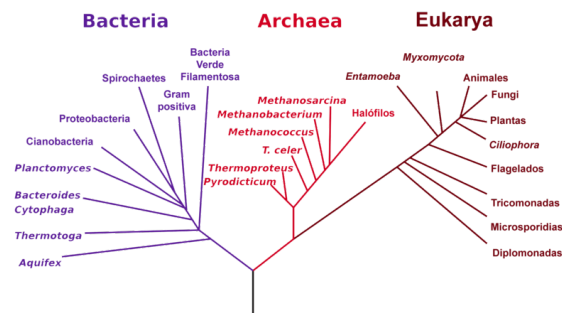 Bacteria
Archaea
Eukarya
Bacteria
Verde
Filamentosa
Spirochaetes
Gram
positiva
Proteobacteria
Cianobacteria
Planctomyces
Bacteroides
Cytophaga
Thermotoga
Aquifex
Methanosarcina
Methanobacterium
Halófilos
Methanococcus
T. celer
Thermoproteus
Pyrodicticum
Myxomycota
Entamoeba
Animales
Fungi
Plantas
Ciliophora
Flagelados
Tricomonadas
Microsporidias
Diplomonadas